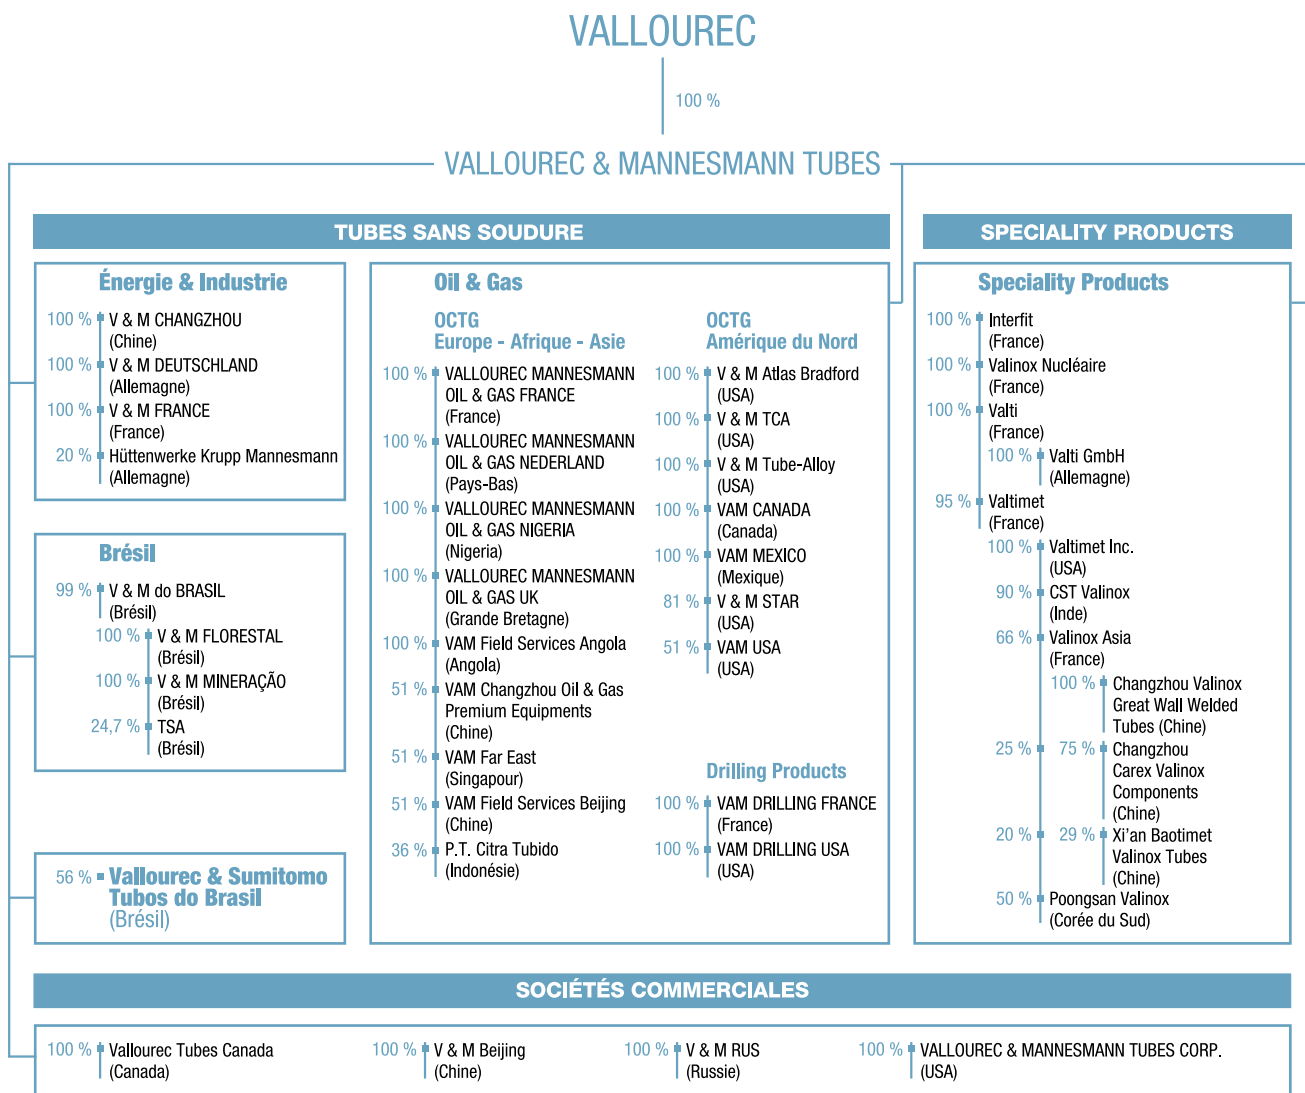 VALLOUREC
100 %
VALLOUREC & MANNESMANN TUBES
TUBES SANS SOUDURE
Énergie & Industrie
100 % V & M CHANGZHOU
(Chine)
100 % V & M DEUTSCHLAND
(Allemagne)
100 % V & M FRANCE
(France)
20 % Hüttenwerke Krupp Mannesmann
(Allemagne)
Brésil
99 % V & M do BRASIL
(Brésil)
100 % V & M FLORESTAL
(Brésil)
100 % V & M MINERAÇÃO
(Brésil)
24,7 % TSA
(Brésil)
56 % Vallourec & Sumitomo
Tubos do Brasil
(Brésil)
Oil & Gas
OCTG
Europe - Afrique - Asie
100 % VALLOUREC MANNESMANN
OIL & GAS FRANCE
(France)
100 % VALLOUREC MANNESMANN
OIL & GAS NEDERLAND
(Pays-Bas)
100 % VALLOUREC MANNESMANN
OIL & GAS NIGERIA
(Nigeria)
100 % VALLOUREC MANNESMANN
OIL & GAS UK
(Grande Bretagne)
100 % VAM Field Services Angola
(Angola)
51 % VAM Changzhou Oil & Gas
Premium Equipments
(Chine)
51 % VAM Far East
(Singapour)
51 % VAM Field Services Beijing
(Chine)
36 % P.T. Citra Tubido
(Indonésie)
OCTG
Amérique du Nord
100 % V & M Atlas Bradford
(USA)
100 % V & M TCA
(USA)
100 % V & M Tube-Alloy
(USA)
100 % VAM CANADA
(Canada)
100 % VAM MEXICO
(Mexique)
81 % V & M STAR
(USA)
51 % VAM USA
(USA)
Drilling Products
100 % VAM DRILLING FRANCE
(France)
100 % VAM DRILLING USA
(USA)
SPECIALITY PRODUCTS
Speciality Products
100 % Interfit
(France)
100 % Valinox Nucléaire
(France)
100 % Valti
(France)
100 % Valti GmbH
(Allemagne)
95 % Valtimet
(France)
100 % Valtimet Inc.
(USA)
90 % CST Valinox
(Inde)
66 % Valinox Asia
(France)
100 % Changzhou Valinox
Great Wall Welded
Tubes (Chine)
25 % 75 % Changzhou
Carex Valinox
Components
(Chine)
20 % 29 % Xi'an Baotimet
Valinox Tubes
(Chine)
50 % Poongsan Valinox
(Corée du Sud)
SOCIÉTÉS COMMERCIALES
100 % Vallourec Tubes Canada
(Canada)
100 % V & M Beijing
(Chine)
100 % V & M RUS
(Russie)
100 % VALLOUREC & MANNESMANN TUBES CORP.
(USA)